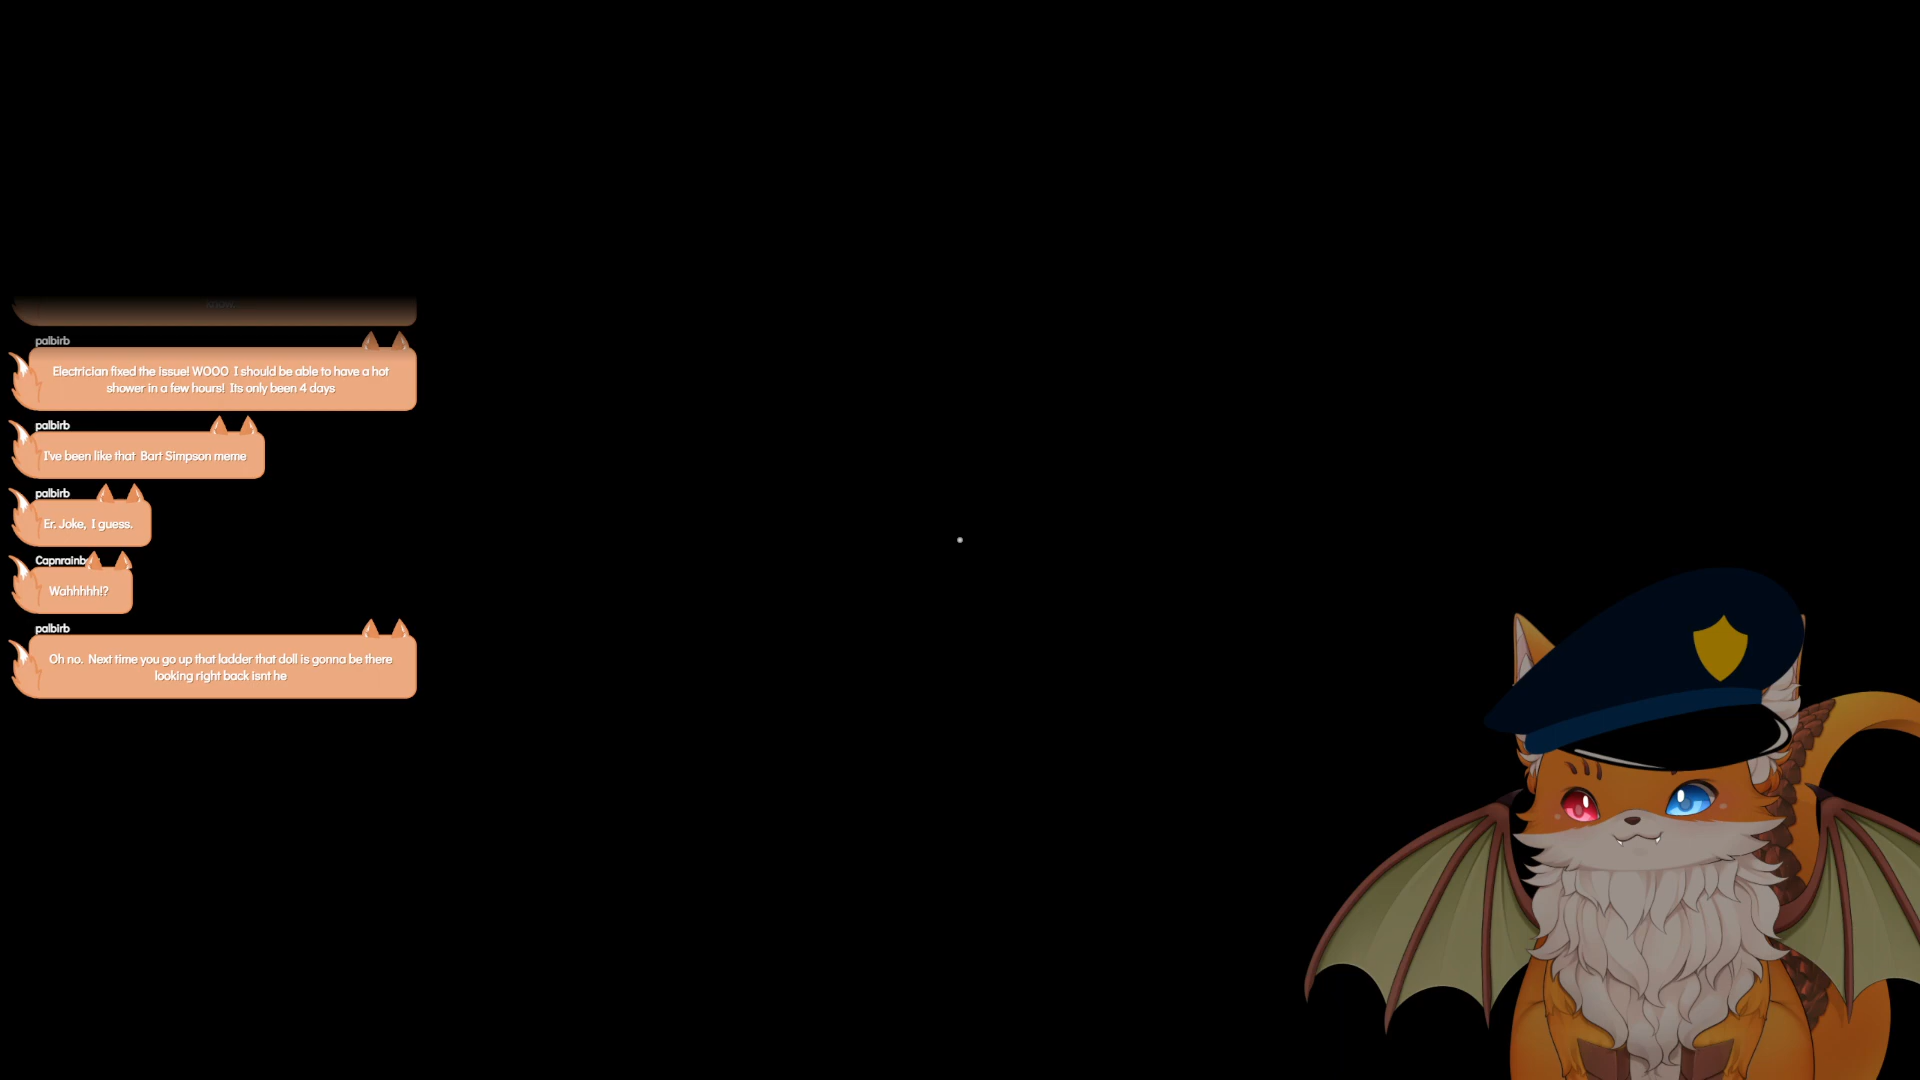 know.
palbirb
Electrician fixed the issue! WOOO I should be able to have a hot
shower in a few hours! Its only been 4 days
palbirb
I've been like that Bart Simpson meme
palbirb
Er. Joke, I guess.
Capnrainb
Wahhhhh!?
palbirb
Oh no. Next time you go up that ladder that doll is gonna be there
looking right back isnt he